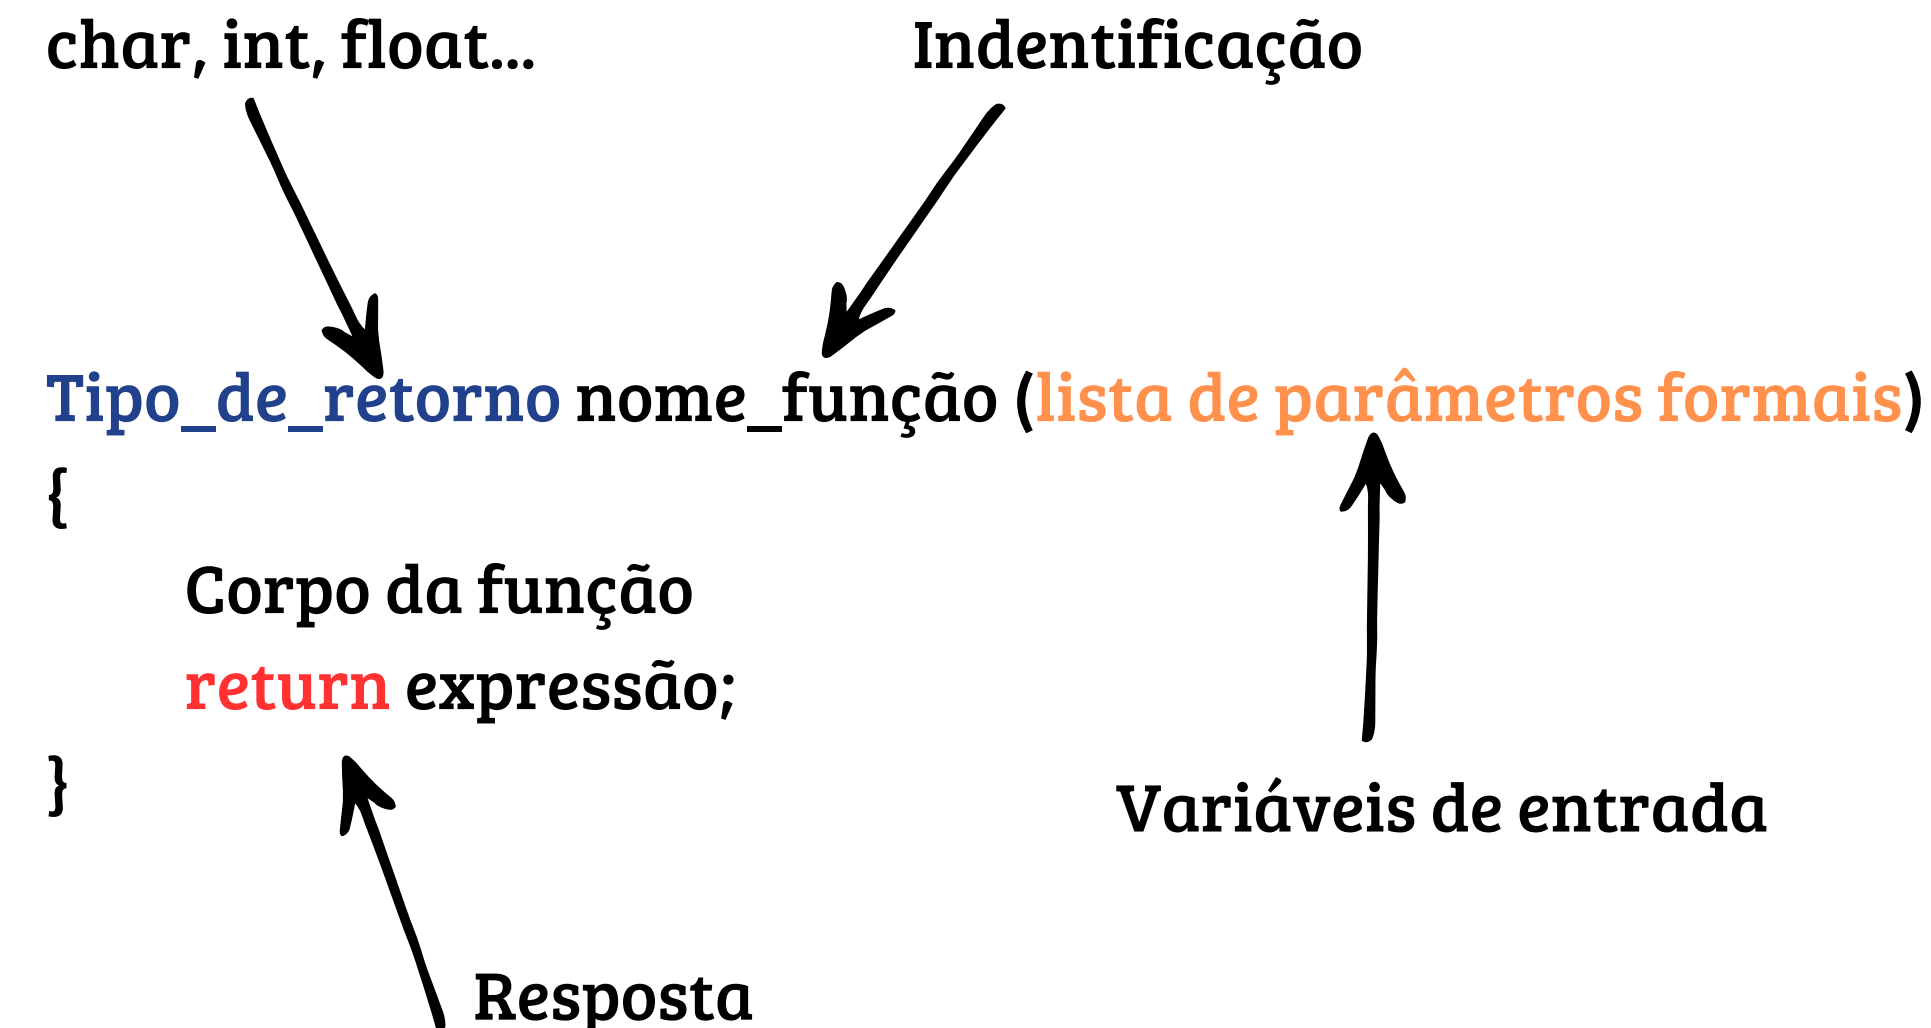 char, int, float...
Indentificação
Tipo_de_retorno nome_função (lista de parâmetros formais)
{
Corpo da função
return expressão;
}
Variáveis de entrada
Resposta